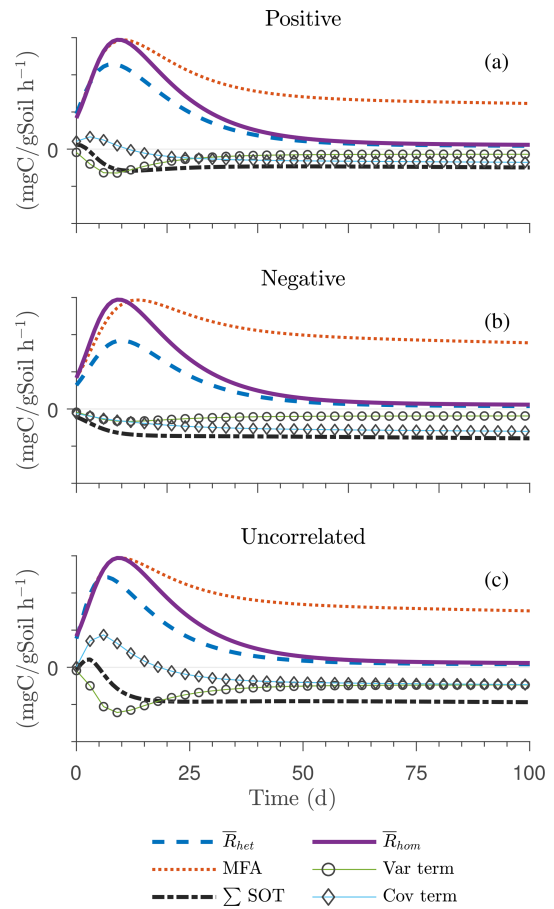 Positive
(a)
0
(mgC/gSoil h⁻¹)
Negative
(b)
0
(mgC/gSoil h⁻¹)
Uncorrelated
(c)
0
(mgC/gSoil h⁻¹)
0 25 50 75 100
Time (d)
R̅het R̅hom
MFA Var term
∑ SOT Cov term